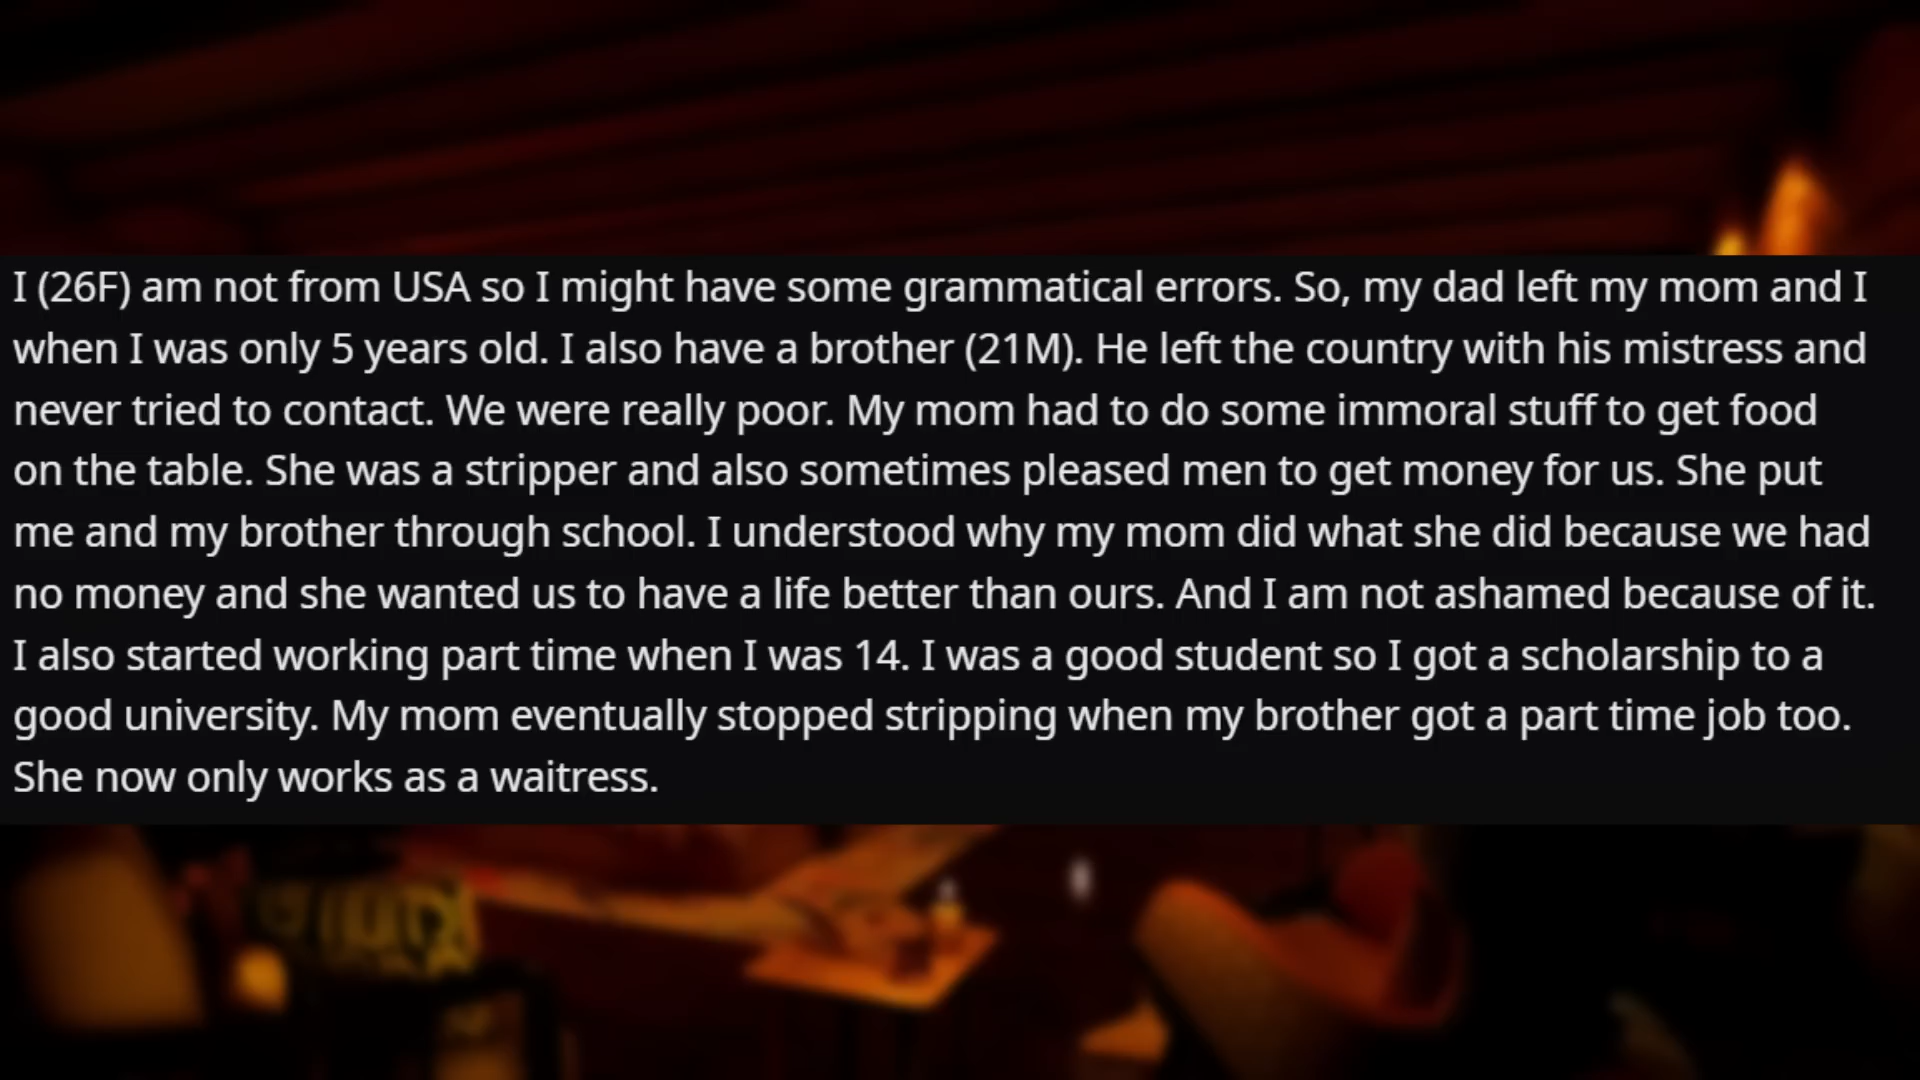 I (26F) am not from USA so I might have some grammatical errors. So, my dad left my mom and I
when I was only 5 years old. I also have a brother (21M). He left the country with his mistress and
never tried to contact. We were really poor. My mom had to do some immoral stuff to get food
on the table. She was a stripper and also sometimes pleased men to get money for us. She put
me and my brother through school. I understood why my mom did what she did because we had
no money and she wanted us to have a life better than ours. And I am not ashamed because of it.
I also started working part time when I was 14. I was a good student so I got a scholarship to a
good university. My mom eventually stopped stripping when my brother got a part time job too.
She now only works as a waitress.